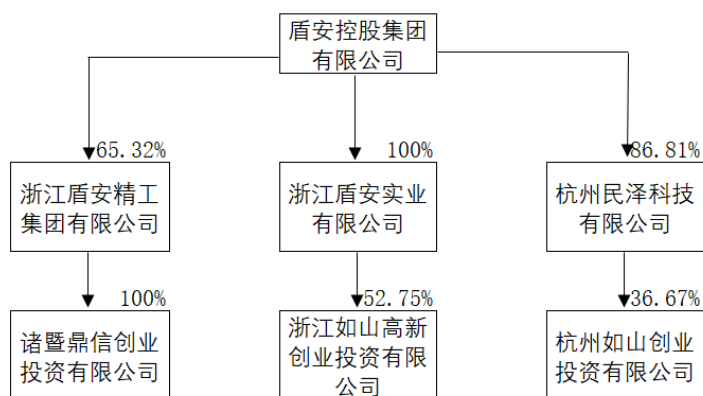 盾安控股集团
有限公司
65.32%
100%
86.81%
浙江盾安精工
集团有限公司
浙江盾安实业
有限公司
杭州民泽科技
有限公司
100%
52.75%
36.67%
诸暨鼎信创业
投资有限公司
浙江如山高新
创业投资有限
公司
杭州如山创业
投资有限公司